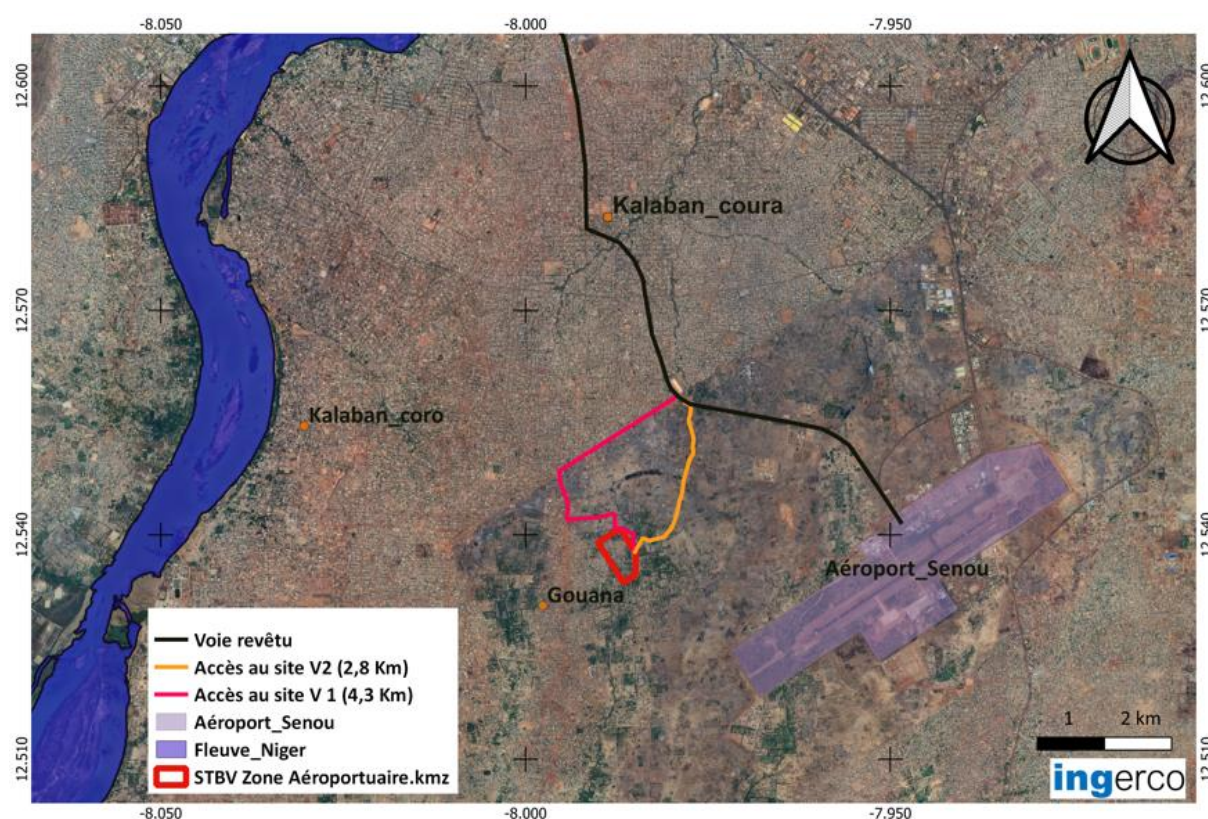 -8.050 -8.000 -7.950
12.600 12.600
Kalaban_coura
12.570 12.570
Kalaban_coro
12.540 12.540
Aéroport_Senou
Gouana
Voie revêtu
Accès au site V2 (2,8 Km)
Accès au site V 1 (4,3 Km)
Aéroport_Senou
Fleuve_Niger
STBV Zone Aéroportuaire.kmz
1 2 km
12.510 12.510
ingerco
-8.050 -8.000 -7.950